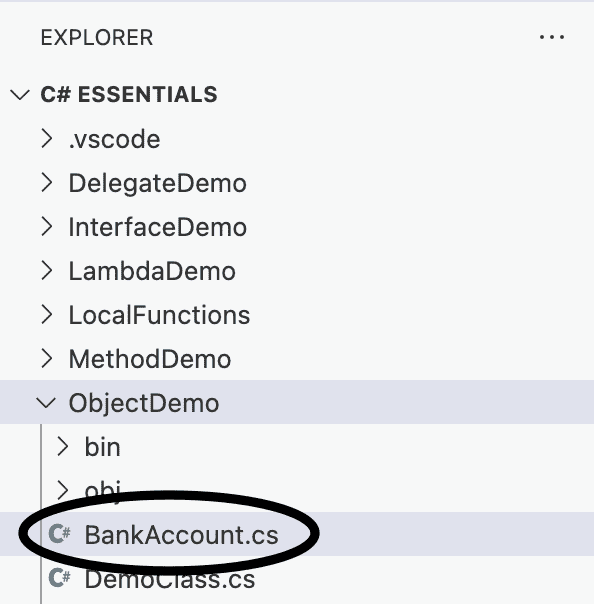 EXPLORER ...
C# ESSENTIALS
.vscode
DelegateDemo
InterfaceDemo
LambdaDemo
LocalFunctions
MethodDemo
ObjectDemo
bin
obj
C# BankAccount.cs
C# DemoClass.cs